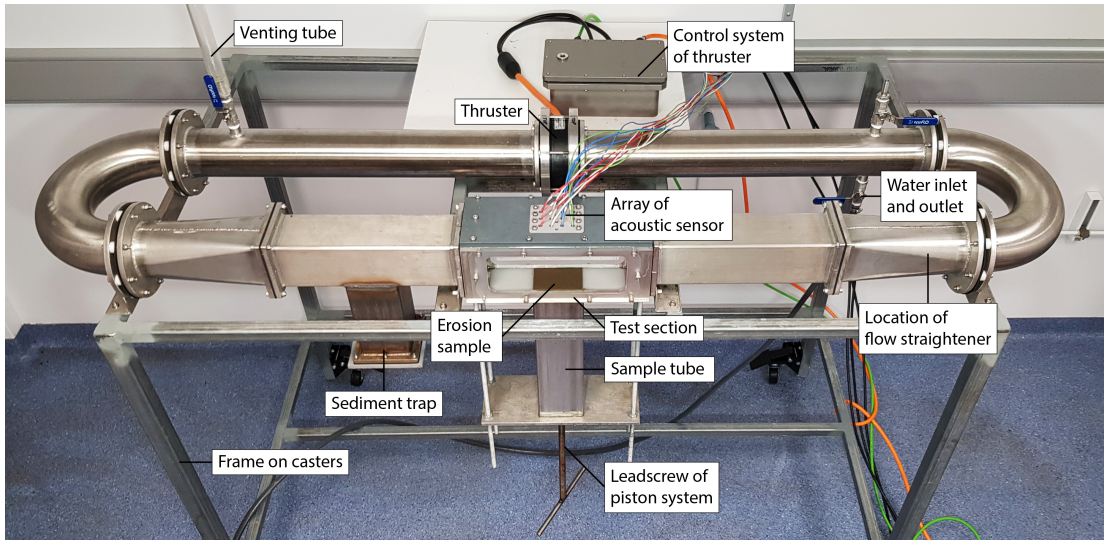 Venting tube
Control system
of thruster
Thruster
Array of
acoustic sensor
Water inlet
and outlet
Erosion
sample
Test section
Location of
flow straightener
Sample tube
Sediment trap
Frame on casters
Leadscrew of
piston system